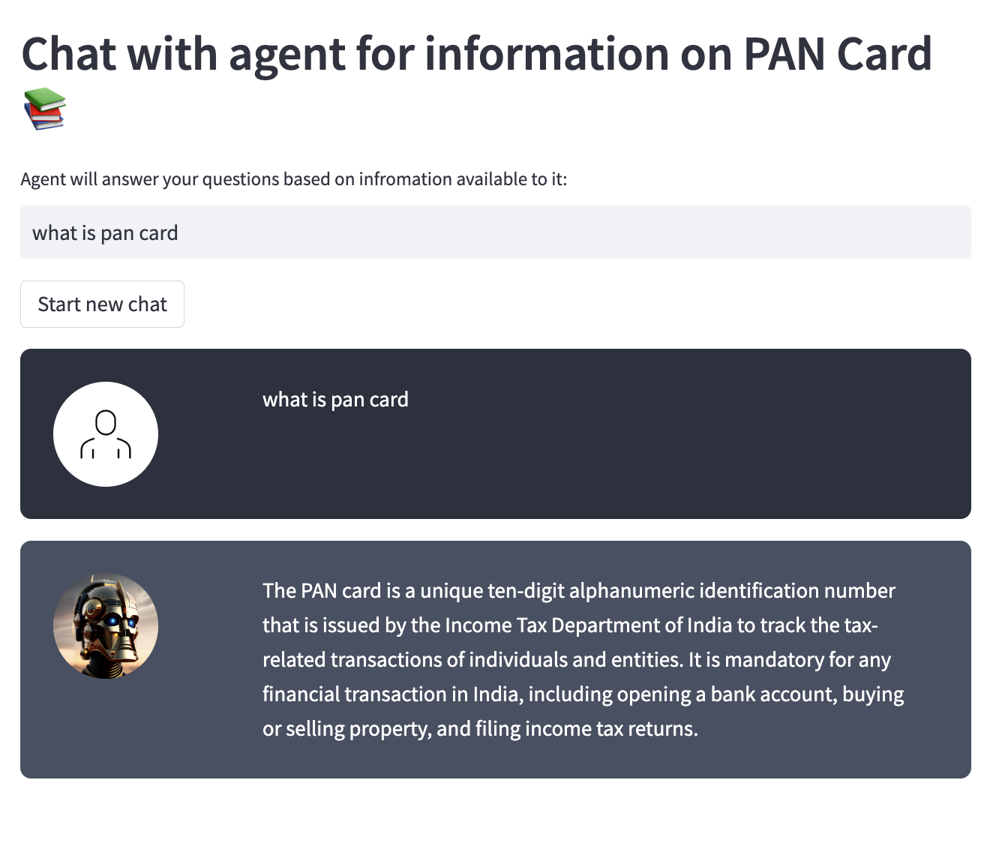 Chat with agent for information on PAN Card
Agent will answer your questions based on infromation available to it:
what is pan card
Start new chat
what is pan card
The PAN card is a unique ten-digit alphanumeric identification number
that is issued by the Income Tax Department of India to track the tax-
related transactions of individuals and entities. It is mandatory for any
financial transaction in India, including opening a bank account, buying
or selling property, and filing income tax returns.